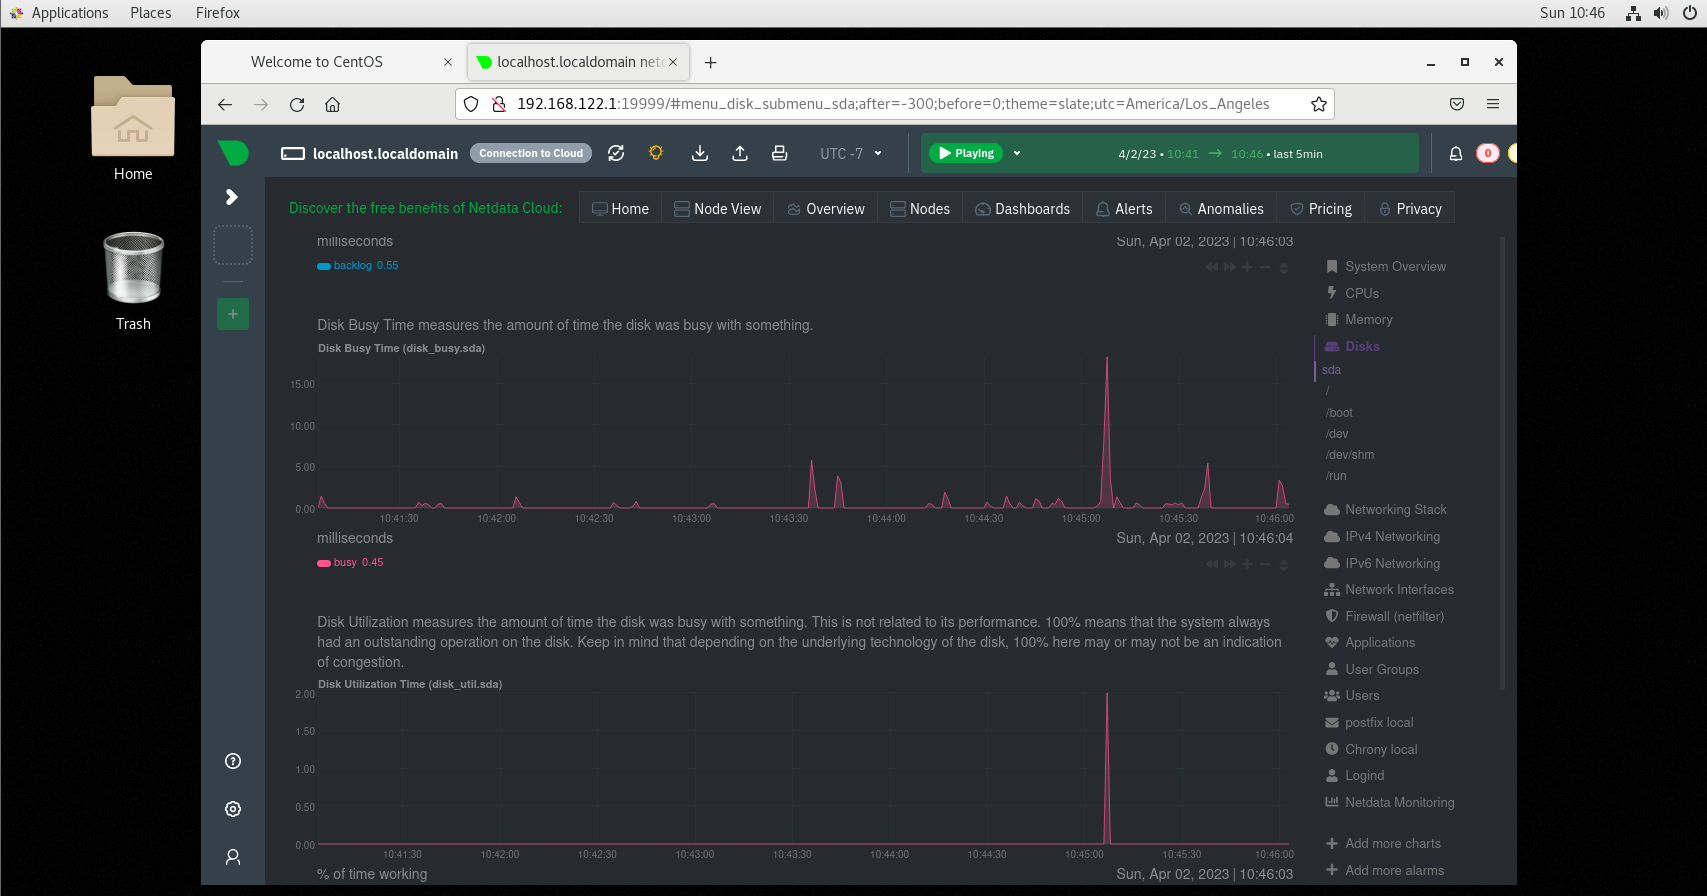 Applications Places Firefox Sun 10:46
Home
Trash
Welcome to CentOS
localhost.localdomain netd
192.168.122.1:19999/#menu_disk_submenu_sda;after=-300;before=0;theme=slate;utc=America/Los_Angeles
localhost.localdomain Connection to Cloud UTC -7 Playing 4/2/23 • 10:41 → 10:46 • last 5min 0
Discover the free benefits of Netdata Cloud: Home Node View Overview Nodes Dashboards Alerts Anomalies Pricing Privacy
milliseconds Sun, Apr 02, 2023 | 10:46:03
backlog 0.55
Disk Busy Time measures the amount of time the disk was busy with something.
Disk Busy Time (disk_busy.sda)
15.00
10.00
5.00
0.00
10:41:30 10:42:00 10:42:30 10:43:00 10:43:30 10:44:00 10:44:30 10:45:00 10:45:30 10:46:00
milliseconds Sun, Apr 02, 2023 | 10:46:04
busy 0.45
Disk Utilization measures the amount of time the disk was busy with something. This is not related to its performance. 100% means that the system always
had an outstanding operation on the disk. Keep in mind that depending on the underlying technology of the disk, 100% here may or may not be an indication
of congestion.
Disk Utilization Time (disk_util.sda)
2.00
1.50
1.00
0.50
0.00
10:41:30 10:42:00 10:42:30 10:43:00 10:43:30 10:44:00 10:44:30 10:45:00 10:45:30 10:46:00
% of time working Sun, Apr 02, 2023 | 10:46:03
System Overview
CPUs
Memory
Disks
sda
/
/boot
/dev
/dev/shm
/run
Networking Stack
IPv4 Networking
IPv6 Networking
Network Interfaces
Firewall (netfilter)
Applications
User Groups
Users
postfix local
Chrony local
Logind
Netdata Monitoring
Add more charts
Add more alarms